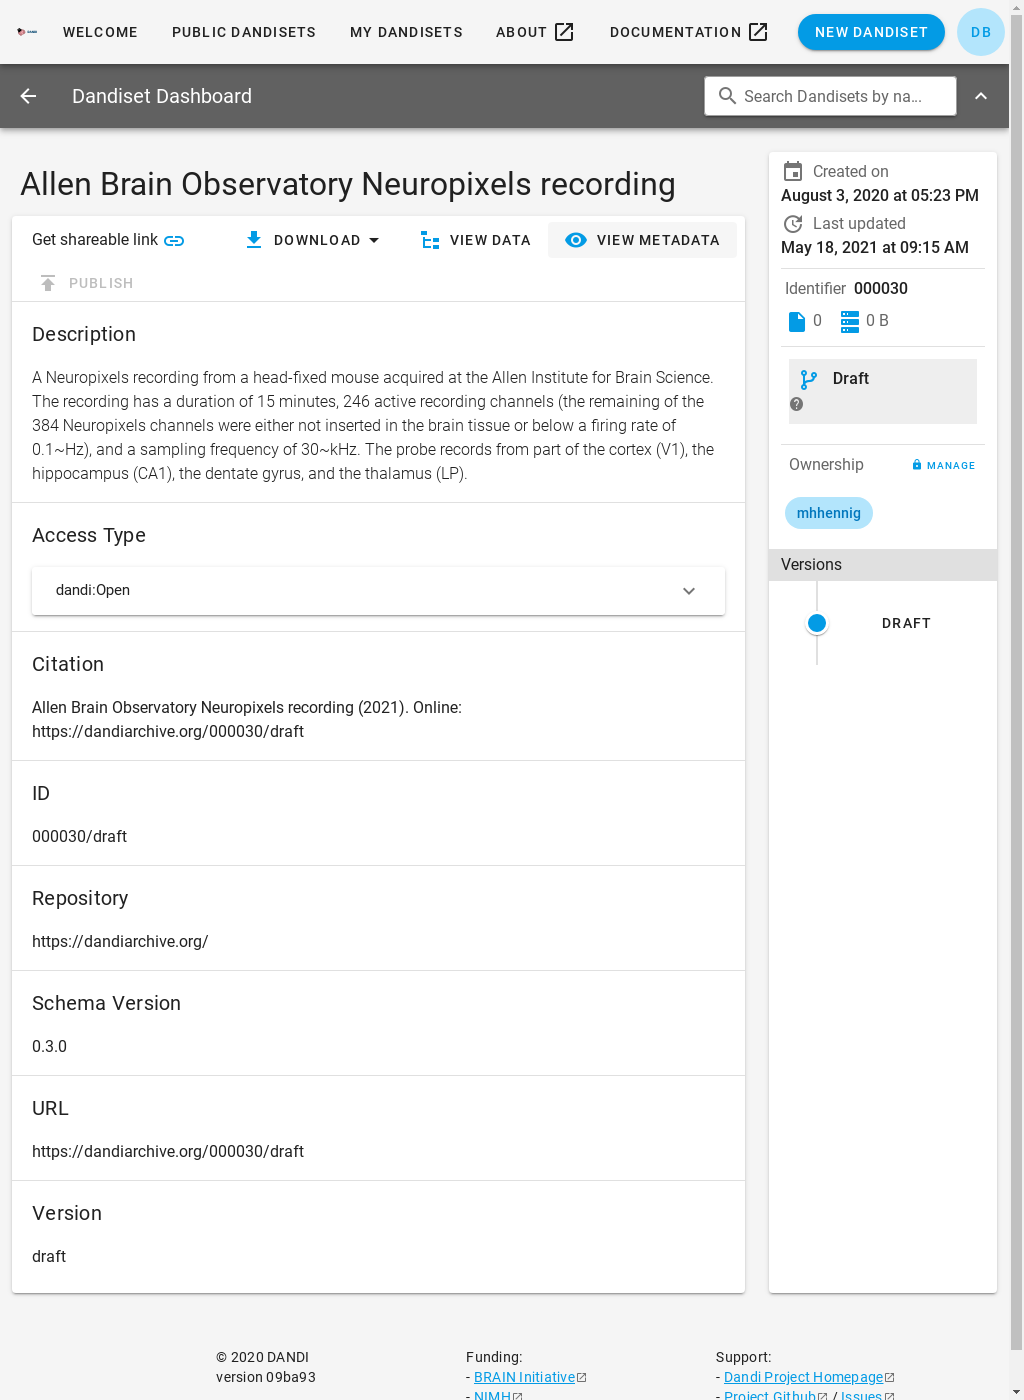 WELCOME PUBLIC DANDISETS MY DANDISETS ABOUT DOCUMENTATION NEW DANDISET DB
Dandiset Dashboard Search Dandisets by na...
Allen Brain Observatory Neuropixels recording
Get shareable link DOWNLOAD VIEW DATA VIEW METADATA
PUBLISH
Description
A Neuropixels recording from a head-fixed mouse acquired at the Allen Institute for Brain Science.
The recording has a duration of 15 minutes, 246 active recording channels (the remaining of the
384 Neuropixels channels were either not inserted in the brain tissue or below a firing rate of
0.1~Hz), and a sampling frequency of 30~kHz. The probe records from part of the cortex (V1), the
hippocampus (CA1), the dentate gyrus, and the thalamus (LP).
Access Type
dandi:Open
Citation
Allen Brain Observatory Neuropixels recording (2021). Online:
https://dandiarchive.org/000030/draft
ID
000030/draft
Repository
https://dandiarchive.org/
Schema Version
0.3.0
URL
https://dandiarchive.org/000030/draft
Version
draft
Created on
August 3, 2020 at 05:23 PM
Last updated
May 18, 2021 at 09:15 AM
Identifier 000030
0 0 B
Draft
Ownership MANAGE
mhhennig
Versions
DRAFT
© 2020 DANDI
version 09ba93
Funding:
- BRAIN Initiative
- NIMH
Support:
- Dandi Project Homepage
- Project Github / Issues